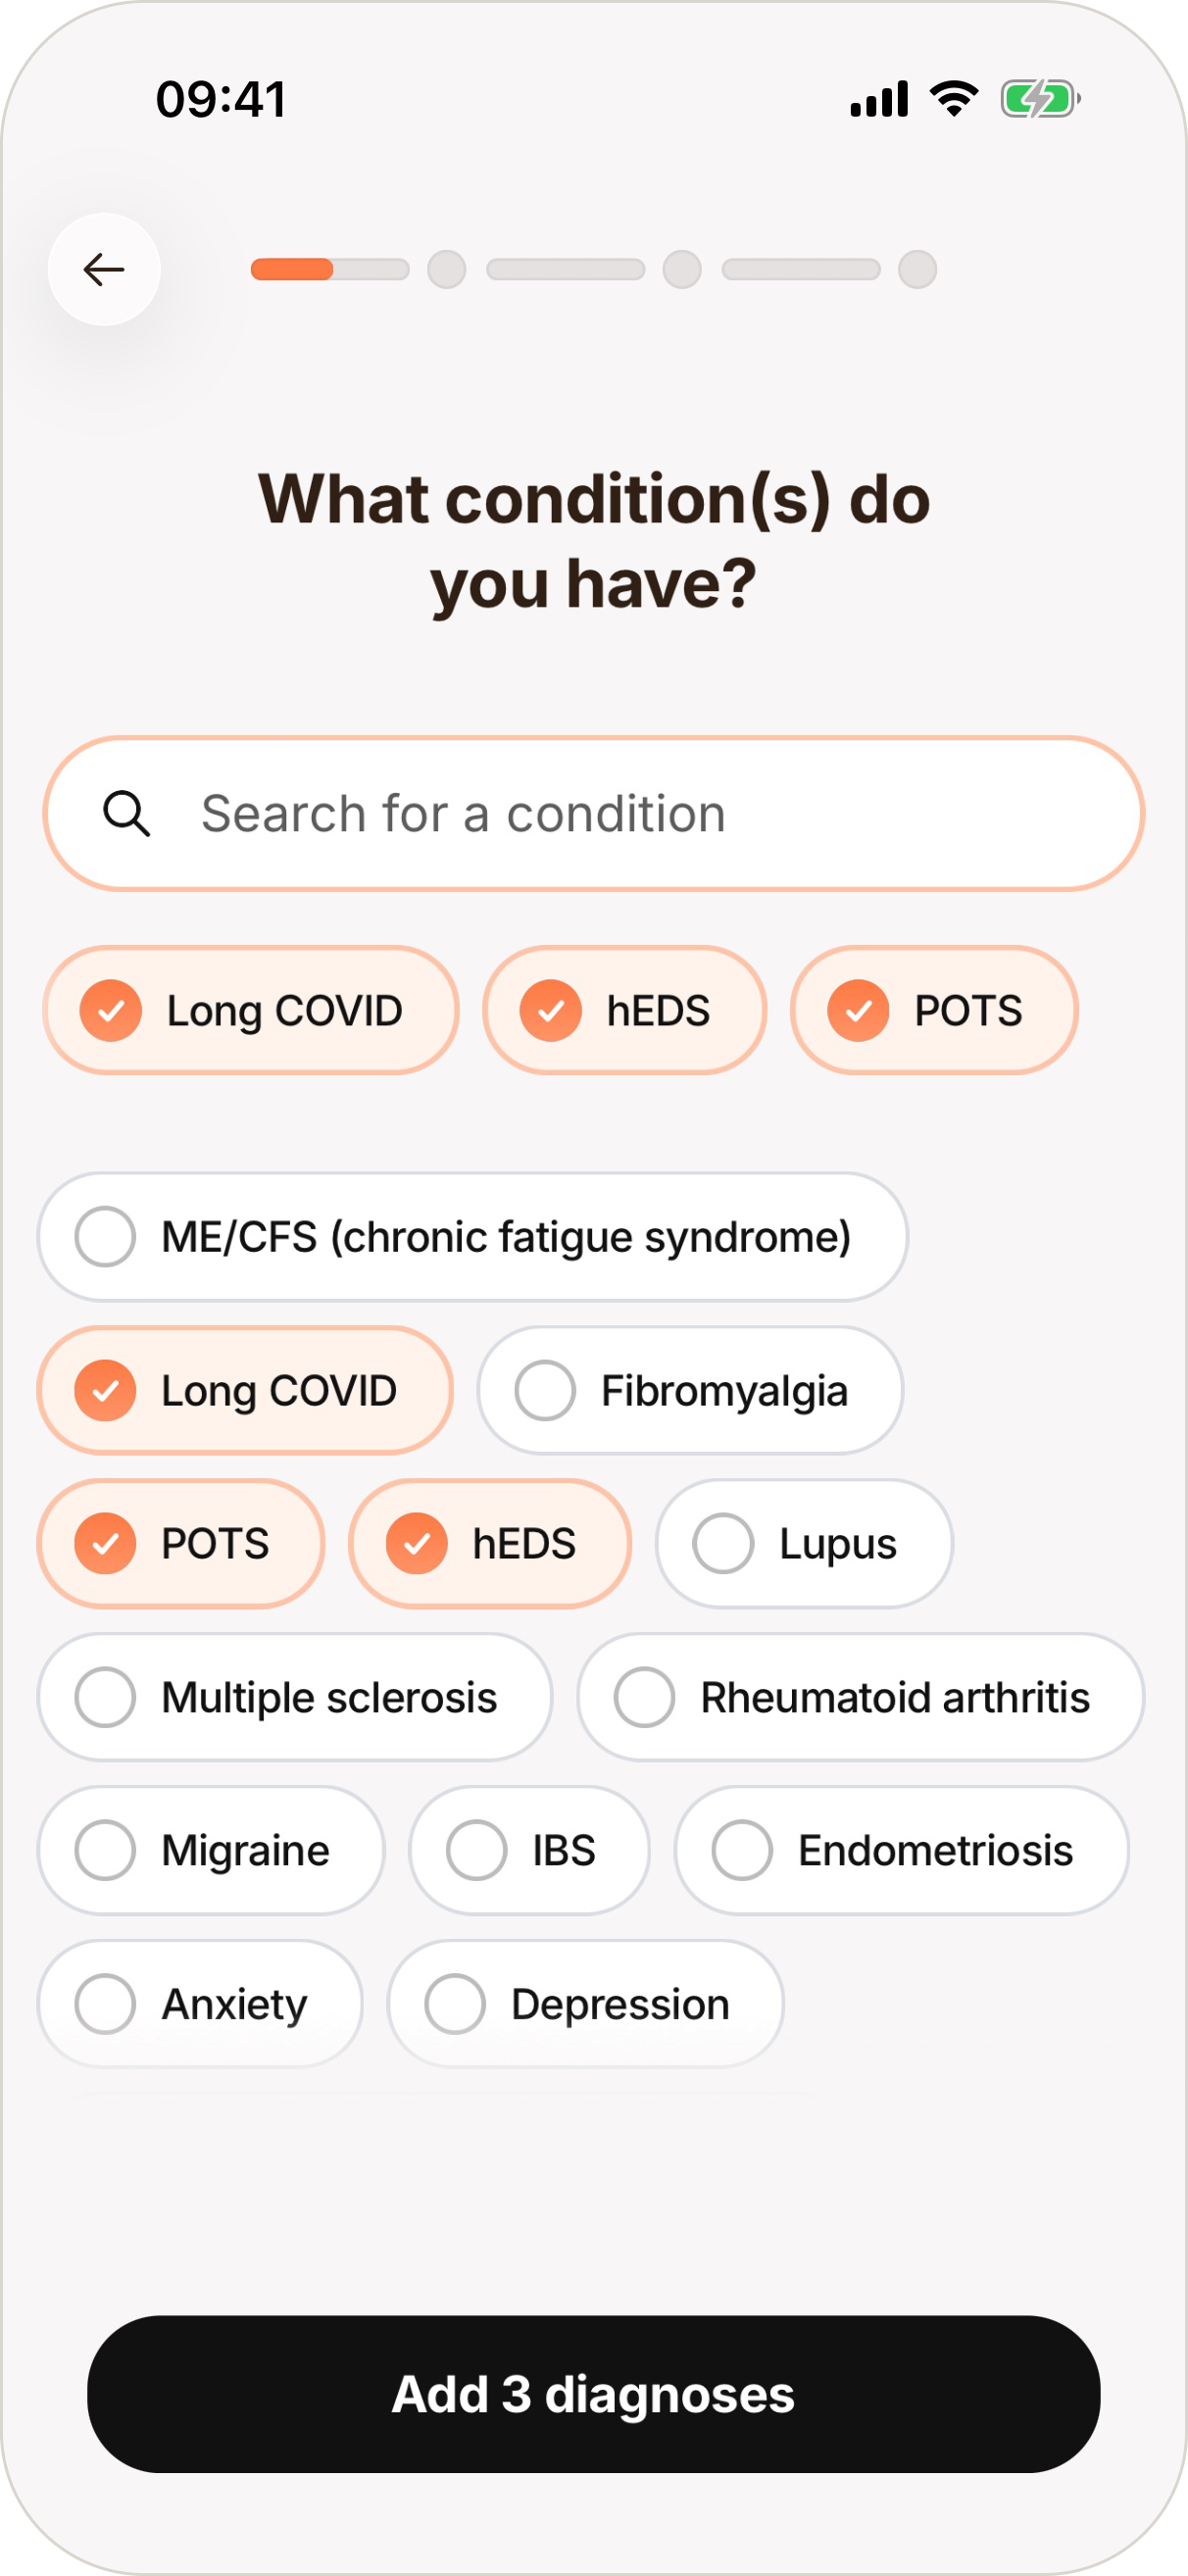 09:41
What condition(s) do
you have?
Search for a condition
Long COVID hEDS POTS
ME/CFS (chronic fatigue syndrome)
Long COVID Fibromyalgia
POTS hEDS Lupus
Multiple sclerosis Rheumatoid arthritis
Migraine IBS Endometriosis
Anxiety Depression
Add 3 diagnoses